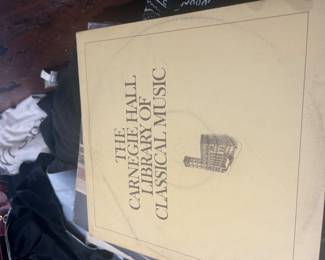 THE
CARNEGIE HALL
LIBRARY OF
CLASSICAL MUSIC